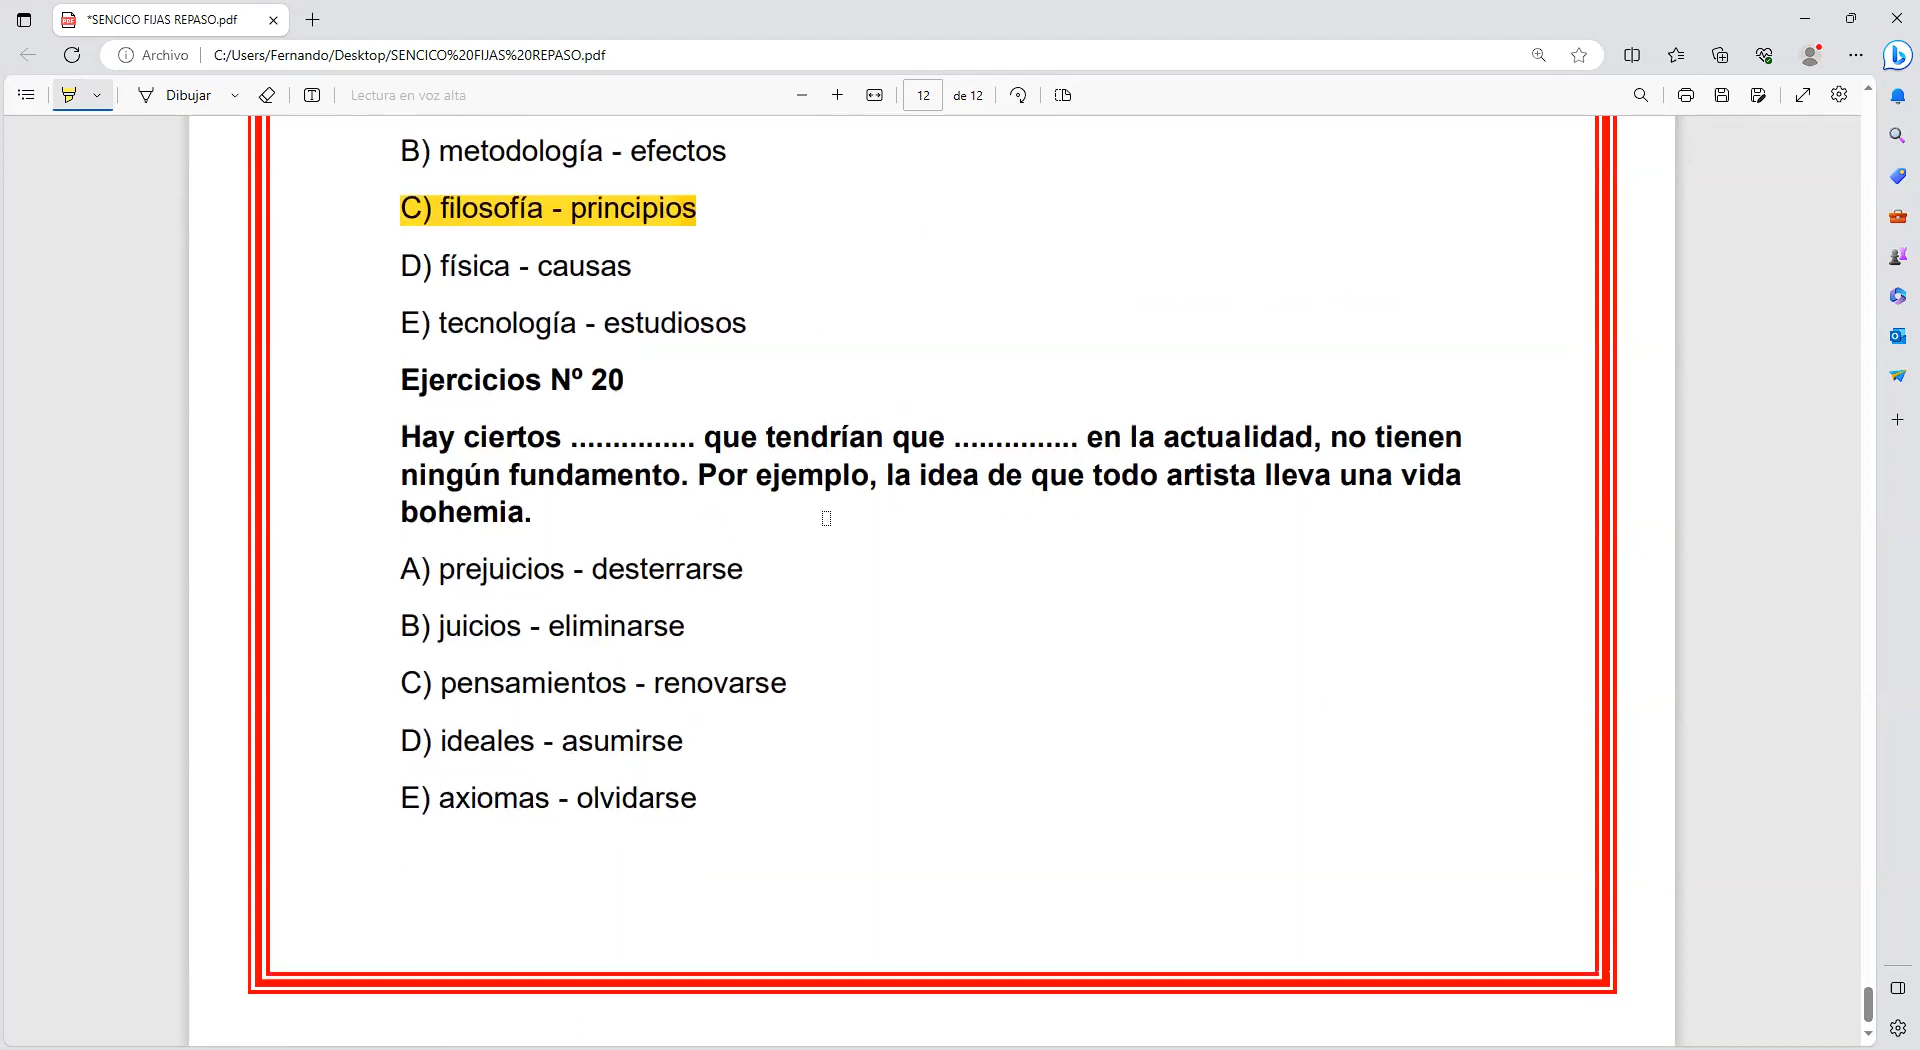 *SENCICO FIJAS REPASO.pdf
Archivo
C:/Users/Fernando/Desktop/SENCICO%20FIJAS%20REPASO.pdf
Dibujar
Lectura en voz alta
12
de 12
B) metodología - efectos
C) filosofía - principios
D) física - causas
E) tecnología - estudiosos
Ejercicios Nº 20
Hay ciertos ............... que tendrían que ............... en la actualidad, no tienen
ningún fundamento. Por ejemplo, la idea de que todo artista lleva una vida
bohemia.
A) prejuicios - desterrarse
B) juicios - eliminarse
C) pensamientos - renovarse
D) ideales - asumirse
E) axiomas - olvidarse